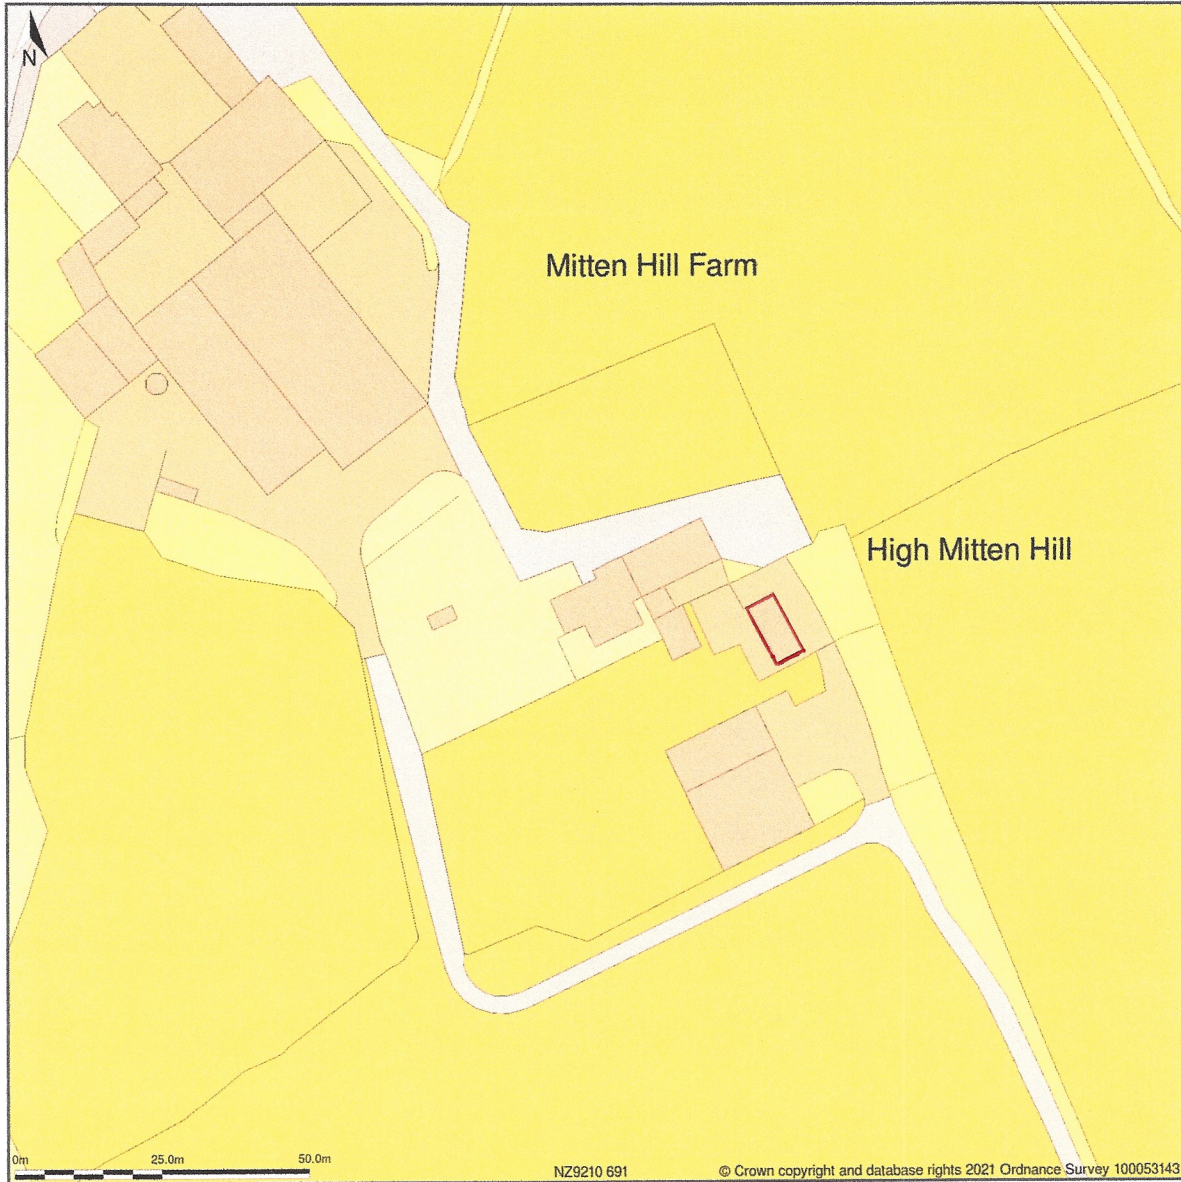 N
Mitten Hill Farm
High Mitten Hill
0m 25.0m 50.0m
NZ9210 691
© Crown copyright and database rights 2021 Ordnance Survey 100053143